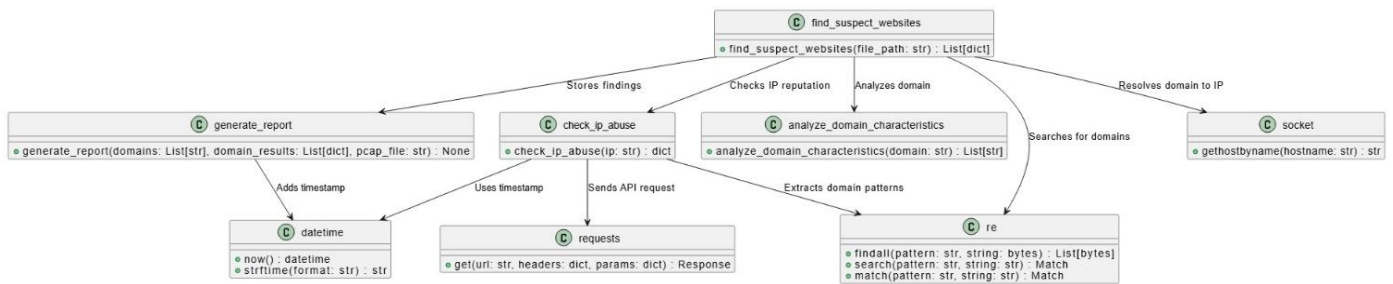 C find_suspect_websites
find_suspect_websites(file_path: str) : List[dict]
Stores findings
Checks IP reputation
Analyzes domain
Resolves domain to IP
C generate_report
generate_report(domains: List[str], domain_results: List[dict], pcap_file: str) : None
C check_ip_abuse
check_ip_abuse(ip: str) : dict
C analyze_domain_characteristics
analyze_domain_characteristics(domain: str) : List[str]
Searches for domains
C socket
gethostbyname(hostname: str) : str
Adds timestamp
Uses timestamp
Sends API request
Extracts domain patterns
C datetime
now() : datetime
strftime(format: str) : str
C requests
get(url: str, headers: dict, params: dict) : Response
C re
findall(pattern: str, string: bytes) : List[bytes]
search(pattern: str, string: str) : Match
match(pattern: str, string: str) : Match